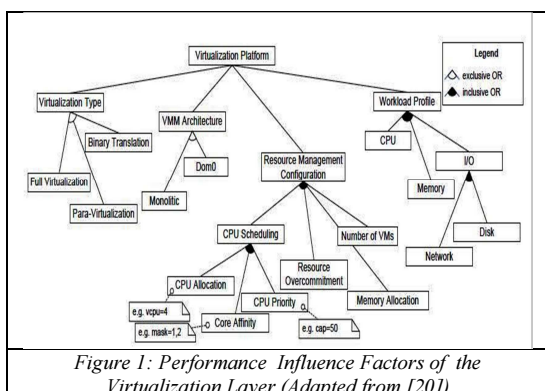 Virtualization Platform
Legend
exclusive OR
inclusive OR
Virtualization Type
VMM Architecture
Workload Profile
Binary Translation
Dom0
Resource Management
Configuration
CPU
I/O
Full Virtualization
Monolitic
Memory
Para-Virtualization
CPU Scheduling
Number of VMs
Disk
Network
Resource
Overcommitment
CPU Allocation
CPU Priority
Memory Allocation
e.g. vcpu=4
e.g. mask=1,2
Core Affinity
e.g. cap=50
Figure 1: Performance Influence Factors of the
Virtualization Layer (Adapted from [20])